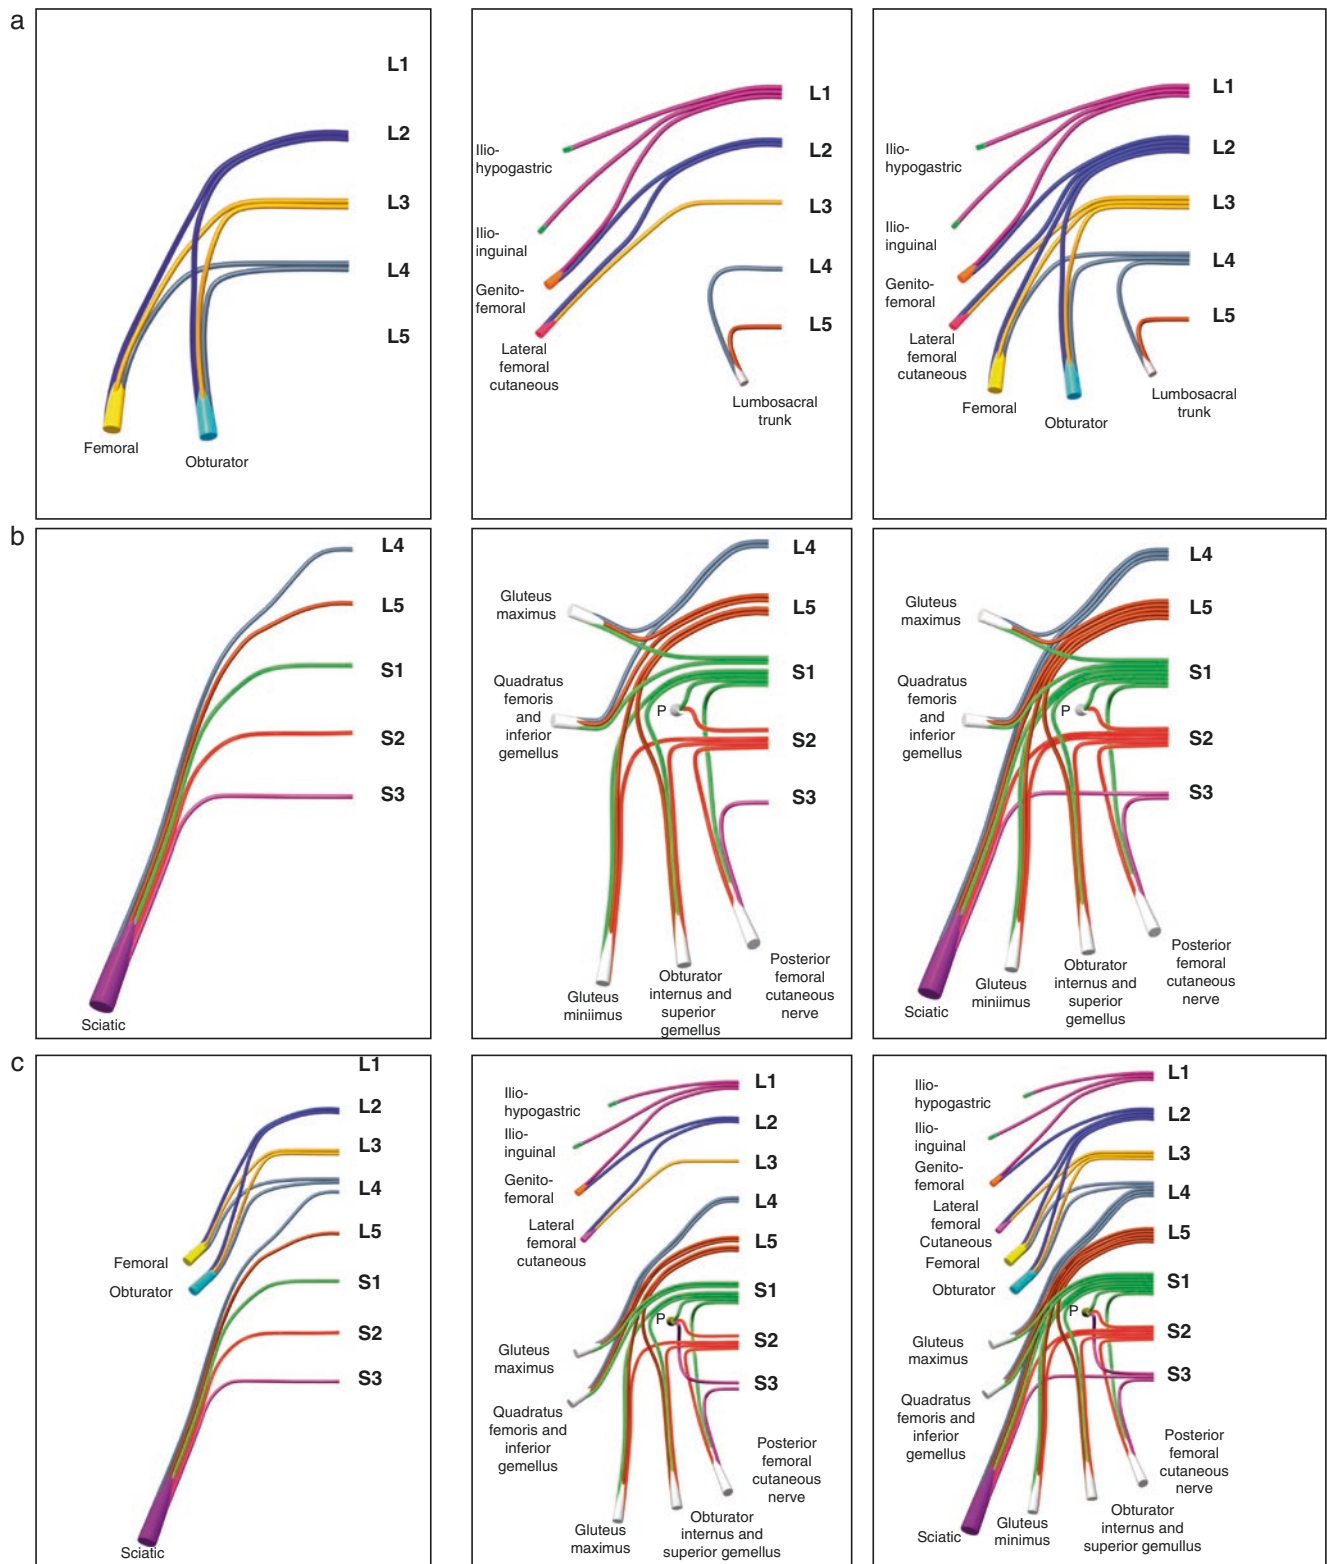 a
L1
L2
L3
L4
L5
Femoral
Obturator
L1
L2
L3
L4
L5
Ilio-
hypogastric
Ilio-
inguinal
Genito-
femoral
Lateral
femoral
cutaneous
Lumbosacral
trunk
L1
L2
L3
L4
L5
Ilio-
hypogastric
Ilio-
inguinal
Genito-
femoral
Lateral
femoral
cutaneous
Femoral
Obturator
Lumbosacral
trunk
b
L4
L5
S1
S2
S3
Sciatic
L4
L5
S1
S2
S3
Gluteus
maximus
Quadratus
femoris
and
inferior
gemellus
P
Gluteus
miniimus
Obturator
internus and
superior
gemellus
Posterior
femoral
cutaneous
nerve
L4
L5
S1
S2
S3
Gluteus
maximus
Quadratus
femoris
and
inferior
gemellus
P
Sciatic
Gluteus
miniimus
Obturator
internus and
superior
gemellus
Posterior
femoral
cutaneous
nerve
c
L1
L2
L3
L4
L5
S1
S2
S3
Femoral
Obturator
Sciatic
L1
L2
L3
L4
L5
S1
S2
S3
Ilio-
hypogastric
Ilio-
inguinal
Genito-
femoral
Lateral
femoral
cutaneous
P
Gluteus
maximus
Quadratus
femoris and
inferior
gemellus
Gluteus
maximus
Obturator
internus and
superior gemullus
Posterior
femoral
cutaneous
nerve
L1
L2
L3
L4
L5
S1
S2
S3
Ilio-
hypogastric
Ilio-
inguinal
Genito-
femoral
Lateral
femoral
Cutaneous
Femoral
Obturator
P
Gluteus
maximus
Quadratus
femoris and
inferior
gemellus
Sciatic
Gluteus
minimus
Obturator
internus and
superior gumellus
Posterior
femoral
cutaneous
nerve